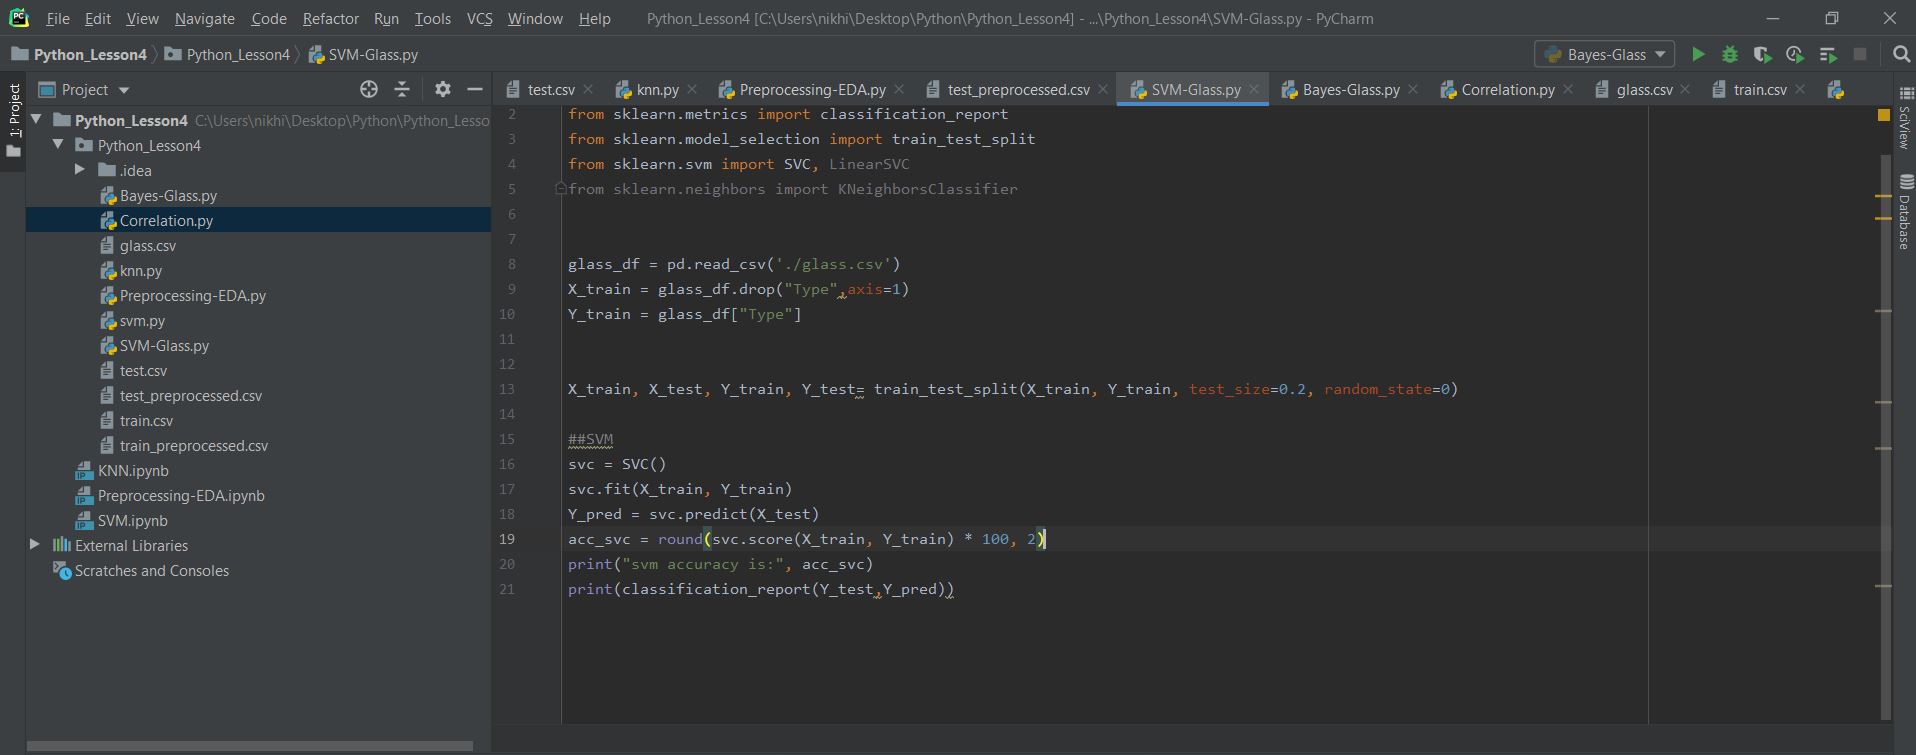 PC File Edit View Navigate Code Refactor Run Tools VCS Window Help Python_Lesson4 [C:\Users\nikhi\Desktop\Python\Python_Lesson4] - ...\Python_Lesson4\SVM-Glass.py - PyCharm
Python_Lesson4 Python_Lesson4 SVM-Glass.py Bayes-Glass
1: Project
Project
test.csv knn.py Preprocessing-EDA.py test_preprocessed.csv SVM-Glass.py Bayes-Glass.py Correlation.py glass.csv train.csv
Python_Lesson4 C:\Users\nikhi\Desktop\Python\Python_Lesso
Python_Lesson4
.idea
Bayes-Glass.py
Correlation.py
glass.csv
knn.py
Preprocessing-EDA.py
svm.py
SVM-Glass.py
test.csv
test_preprocessed.csv
train.csv
train_preprocessed.csv
IP KNN.ipynb
IP Preprocessing-EDA.ipynb
IP SVM.ipynb
External Libraries
Scratches and Consoles
2 from sklearn.metrics import classification_report
3 from sklearn.model_selection import train_test_split
4 from sklearn.svm import SVC, LinearSVC
5 from sklearn.neighbors import KNeighborsClassifier
6
7
8 glass_df = pd.read_csv('./glass.csv')
9 X_train = glass_df.drop("Type",axis=1)
10 Y_train = glass_df["Type"]
11
12
13 X_train, X_test, Y_train, Y_test= train_test_split(X_train, Y_train, test_size=0.2, random_state=0)
14
15 ##SVM
16 svc = SVC()
17 svc.fit(X_train, Y_train)
18 Y_pred = svc.predict(X_test)
19 acc_svc = round(svc.score(X_train, Y_train) * 100, 2)
20 print("svm accuracy is:", acc_svc)
21 print(classification_report(Y_test,Y_pred))
SciView
Database